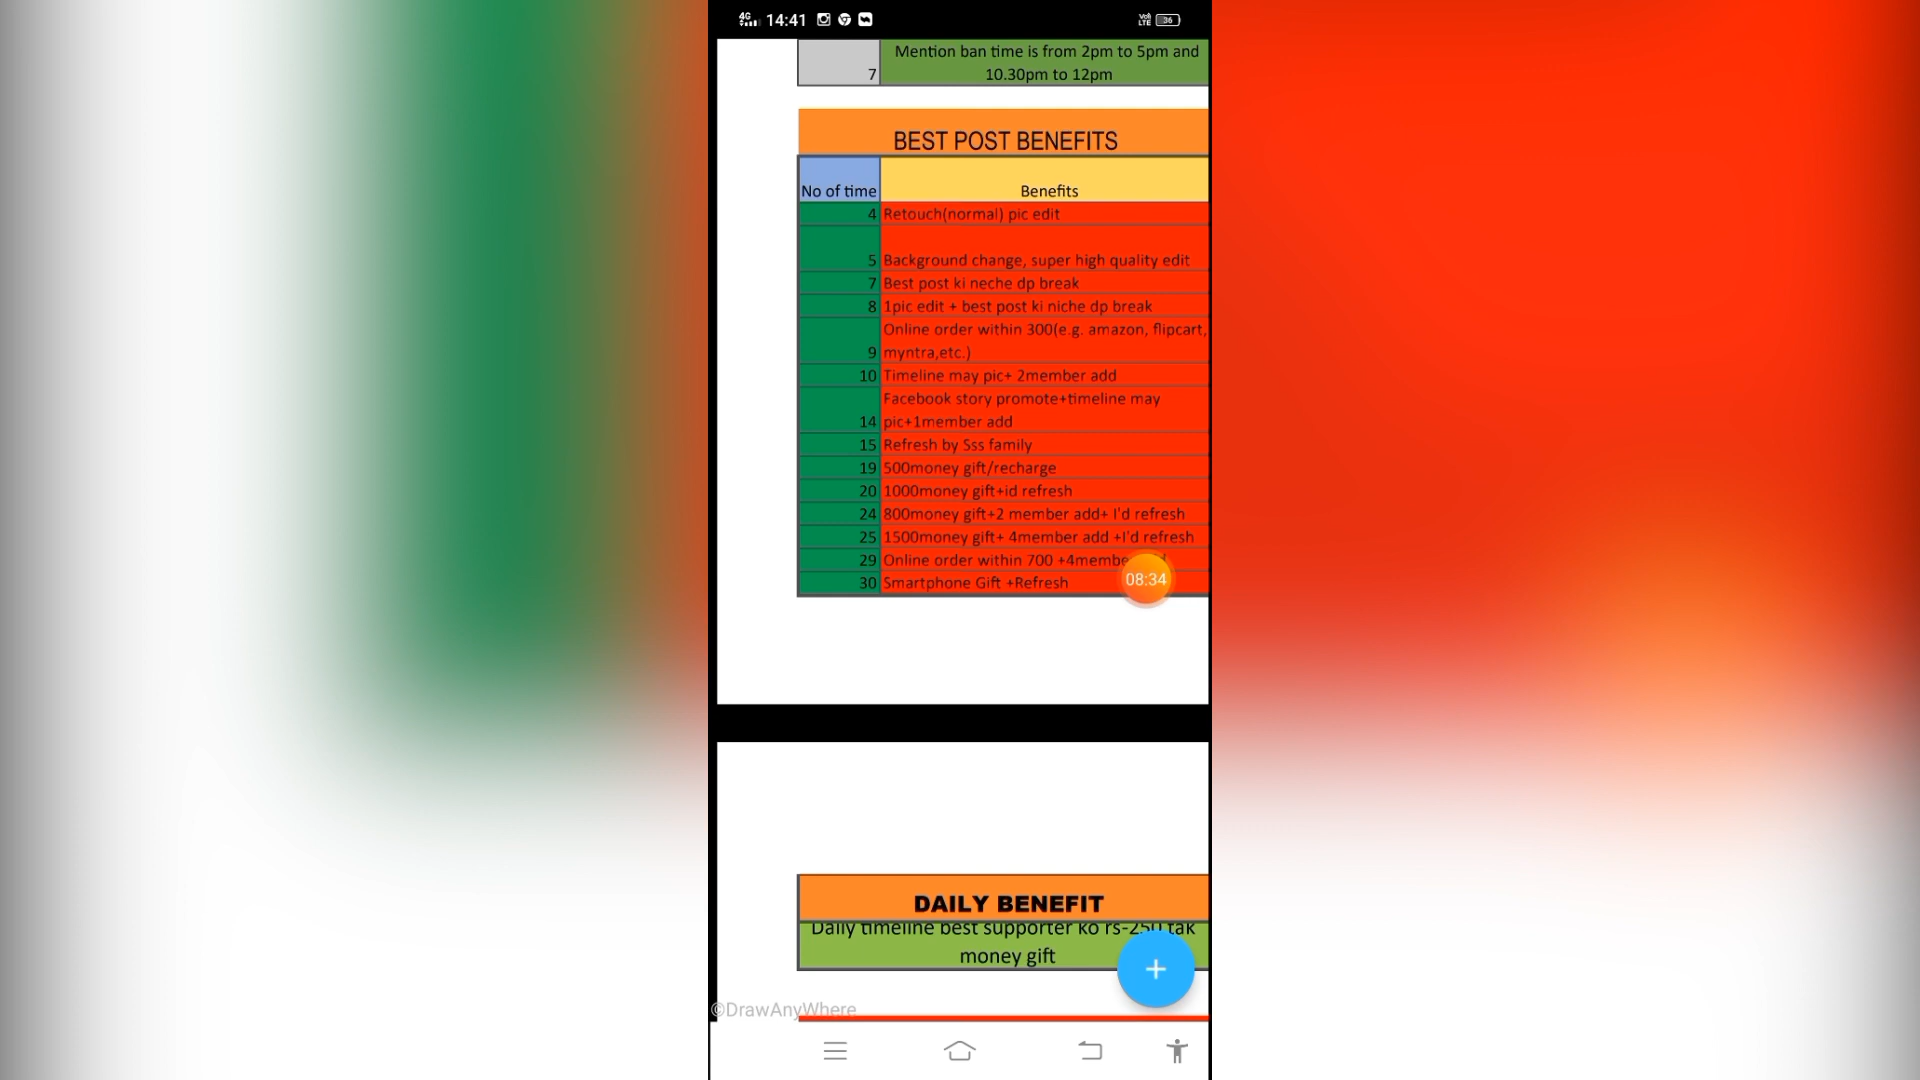 4G 14:41 VoI LTE 36
Mention ban time is from 2pm to 5pm and
7 10.30pm to 12pm
BEST POST BENEFITS
No of time Benefits
4 Retouch(normal) pic edit
5 Background change, super high quality edit
7 Best post ki neche dp break
8 1pic edit + best post ki niche dp break
Online order within 300(e.g. amazon, flipcart,
9 myntra,etc.)
10 Timeline may pic+ 2member add
Facebook story promote+timeline may
14 pic+1member add
15 Refresh by Sss family
19 500money gift/recharge
20 1000money gift+id refresh
24 800money gift+2 member add+ I'd refresh
25 1500money gift+ 4member add +I'd refresh
29 Online order within 700
30 Smartphone Gift +Refresh
08:34
DAILY BENEFIT
Daily timeline best supporter ko rs-250 tak
money gift
©DrawAnyWhere